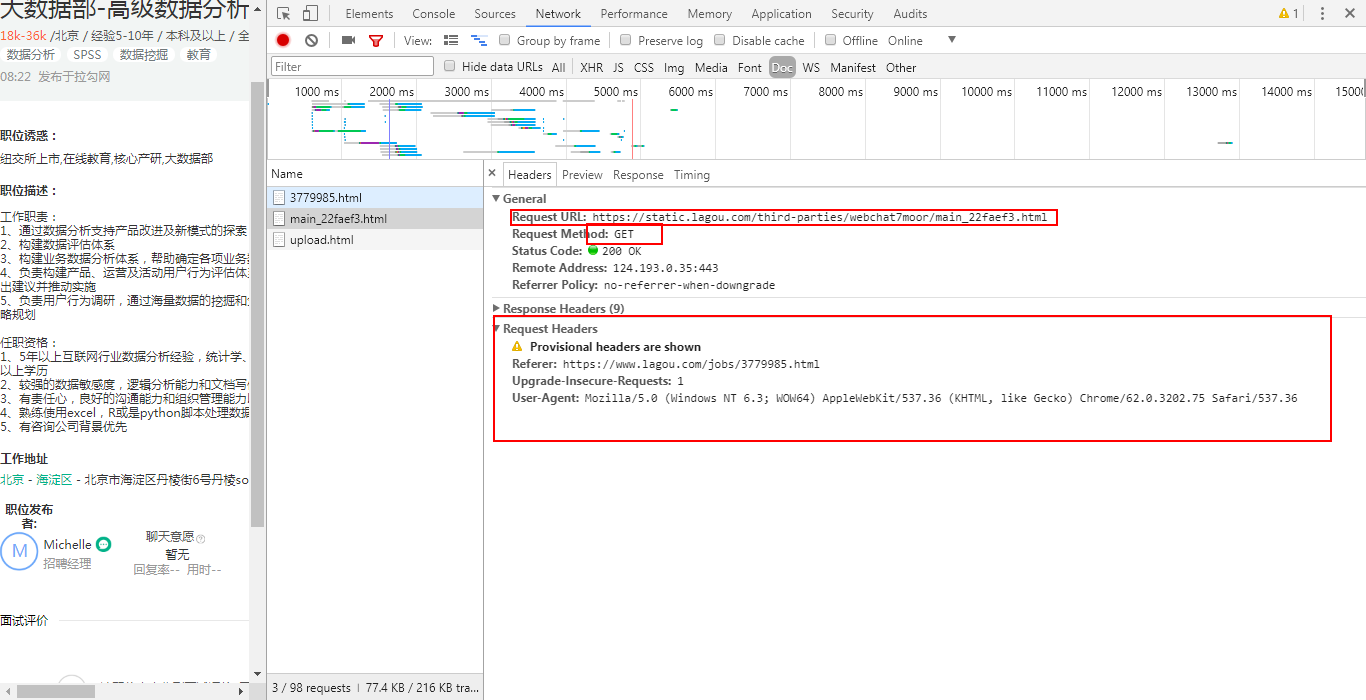 大数据部-高级数据分析
18k-36k /北京 / 经验5-10年 / 本科及以上 / 全
数据分析 SPSS 数据挖掘 教育
08:22 发布于拉勾网
职位诱惑：
纽交所上市,在线教育,核心产研,大数据部
职位描述：
工作职责：
1、通过数据分析支持产品改进及新模式的探索
2、构建数据评估体系
3、构建业务数据分析体系，帮助确定各项业务
4、负责构建产品、运营及活动用户行为评估体
出建议并推动实施
5、负责用户行为调研，通过海量数据的挖掘和
略规划
任职资格：
1、5年以上互联网行业数据分析经验，统计学、
以上学历
2、较强的数据敏感度，逻辑分析能力和文档写
3、有责任心，良好的沟通能力和组织管理能力
4、熟练使用excel，R或是python脚本处理数据
5、有咨询公司背景优先
工作地址
北京 - 海淀区 - 北京市海淀区丹棱街6号丹棱so
职位发布
者:
M
Michelle
招聘经理
聊天意愿 ?
暂无
回复率-- 用时--
面试评价
Elements Console Sources Network Performance Memory Application Security Audits 1
View: Group by frame Preserve log Disable cache Offline Online
Filter Hide data URLs All XHR JS CSS Img Media Font Doc WS Manifest Other
1000 ms 2000 ms 3000 ms 4000 ms 5000 ms 6000 ms 7000 ms 8000 ms 9000 ms 10000 ms 11000 ms 12000 ms 13000 ms 14000 ms 1500
Name
3779985.html
main_22faef3.html
upload.html
3 / 98 requests | 77.4 KB / 216 KB tra...
× Headers Preview Response Timing
General
Request URL: https://static.lagou.com/third-parties/webchat7moor/main_22faef3.html
Request Method: GET
Status Code: 200 OK
Remote Address: 124.193.0.35:443
Referrer Policy: no-referrer-when-downgrade
Response Headers (9)
Request Headers
Provisional headers are shown
Referer: https://www.lagou.com/jobs/3779985.html
Upgrade-Insecure-Requests: 1
User-Agent: Mozilla/5.0 (Windows NT 6.3; WOW64) AppleWebKit/537.36 (KHTML, like Gecko) Chrome/62.0.3202.75 Safari/537.36